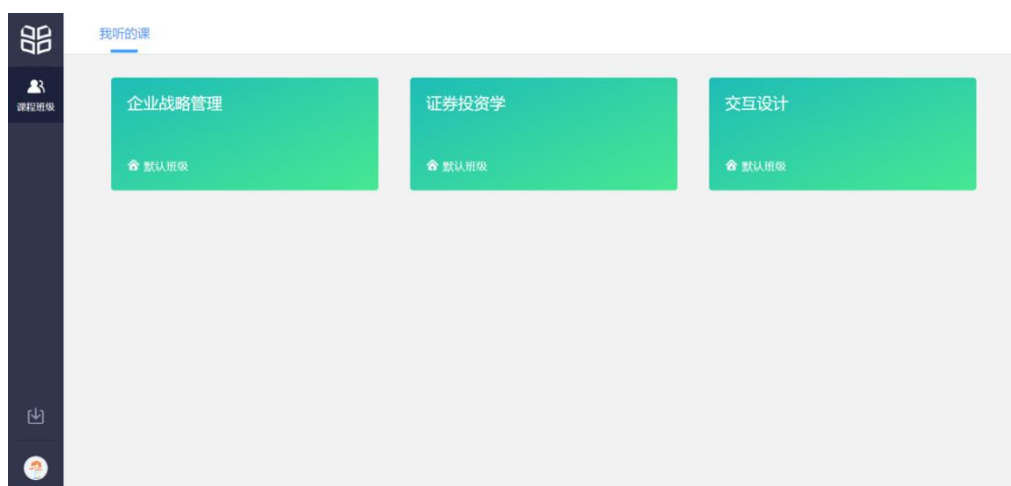 我听的课
课程班级
企业战略管理
默认班级
证券投资学
默认班级
交互设计
默认班级